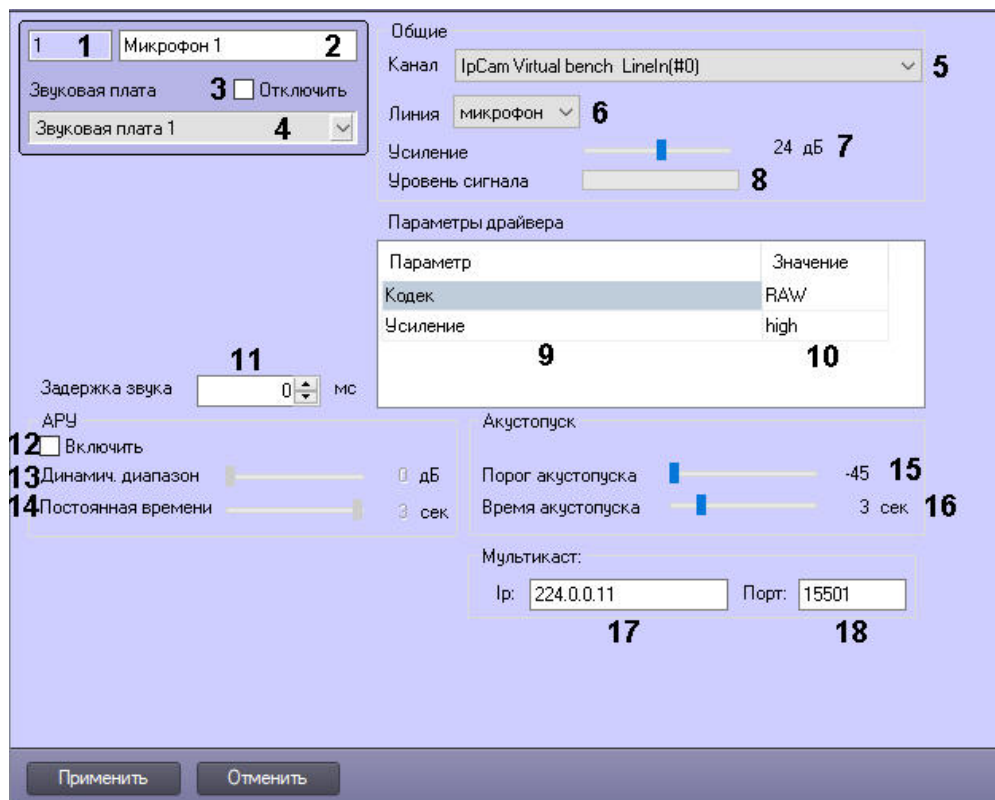 1 1 Микрофон 1 2
Звуковая плата 3 Отключить
Звуковая плата 1 4
Общие
Канал IpCam Virtual bench LineIn(#0) 5
Линия микрофон 6
Усиление 24 дБ 7
Уровень сигнала 8
Параметры драйвера
Параметр Значение
Кодек RAW
Усиление high
9 10
11
Задержка звука 0 мс
АРУ
12 Включить
13 Динамич. диапазон 0 дБ
14 Постоянная времени 3 сек
Акустопуск
Порог акустопуска -45 15
Время акустопуска 3 сек 16
Мультикаст:
Ip: 224.0.0.11 Порт: 15501
17 18
Применить Отменить